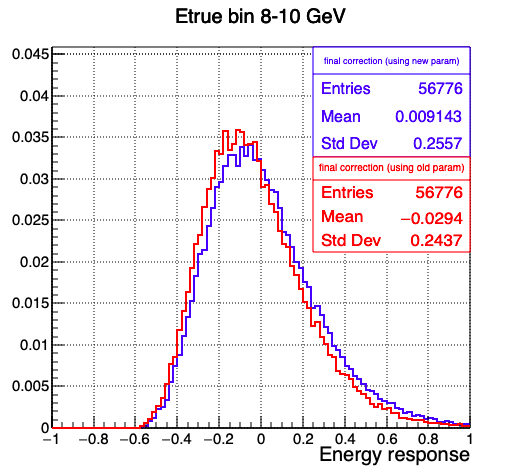 Etrue bin 8-10 GeV
final correction (using new param)
Entries 56776
Mean 0.009143
Std Dev 0.2557
final correction (using old param)
Entries 56776
Mean −0.0294
Std Dev 0.2437
0.045
0.04
0.035
0.03
0.025
0.02
0.015
0.01
0.005
0
−1 −0.8 −0.6 −0.4 −0.2 0 0.2 0.4 0.6 0.8 1
Energy response